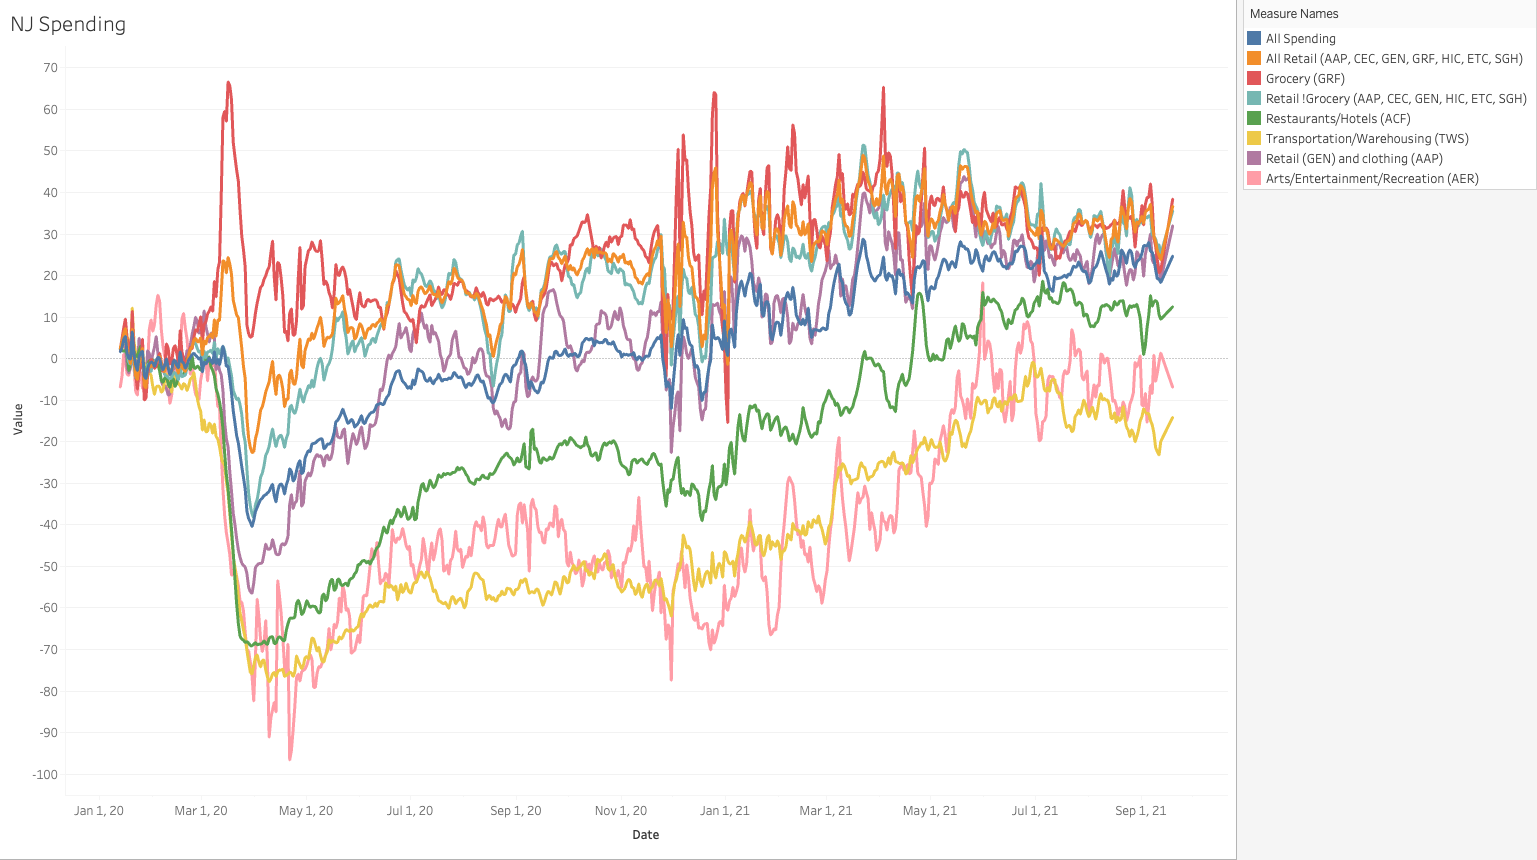 NJ Spending
70
60
50
40
30
20
10
0
-10
-20
-30
-40
-50
-60
-70
-80
-90
-100
Value
Jan 1, 20 Mar 1, 20 May 1, 20 Jul 1, 20 Sep 1, 20 Nov 1, 20 Jan 1, 21 Mar 1, 21 May 1, 21 Jul 1, 21 Sep 1, 21
Date
Measure Names
All Spending
All Retail (AAP, CEC, GEN, GRF, HIC, ETC, SGH)
Grocery (GRF)
Retail !Grocery (AAP, CEC, GEN, HIC, ETC, SGH)
Restaurants/Hotels (ACF)
Transportation/Warehousing (TWS)
Retail (GEN) and clothing (AAP)
Arts/Entertainment/Recreation (AER)